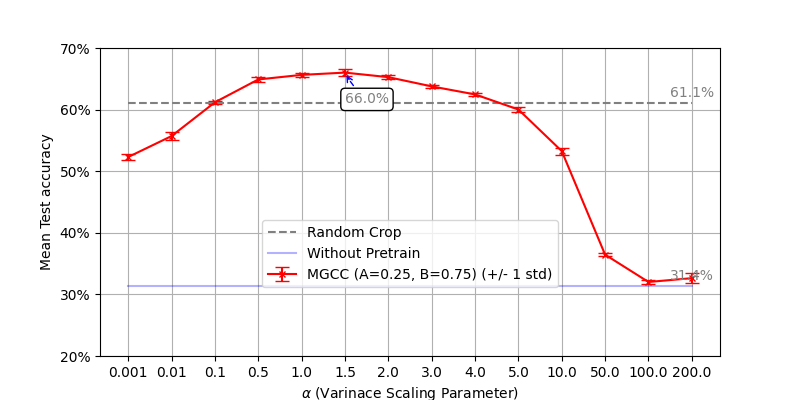 70%
60%
50%
40%
30%
20%
Mean Test accuracy
61.1%
66.0%
31.4%
Random Crop
Without Pretrain
MGCC (A=0.25, B=0.75) (+/- 1 std)
0.001 0.01 0.1 0.5 1.0 1.5 2.0 3.0 4.0 5.0 10.0 50.0 100.0 200.0
α (Varinace Scaling Parameter)